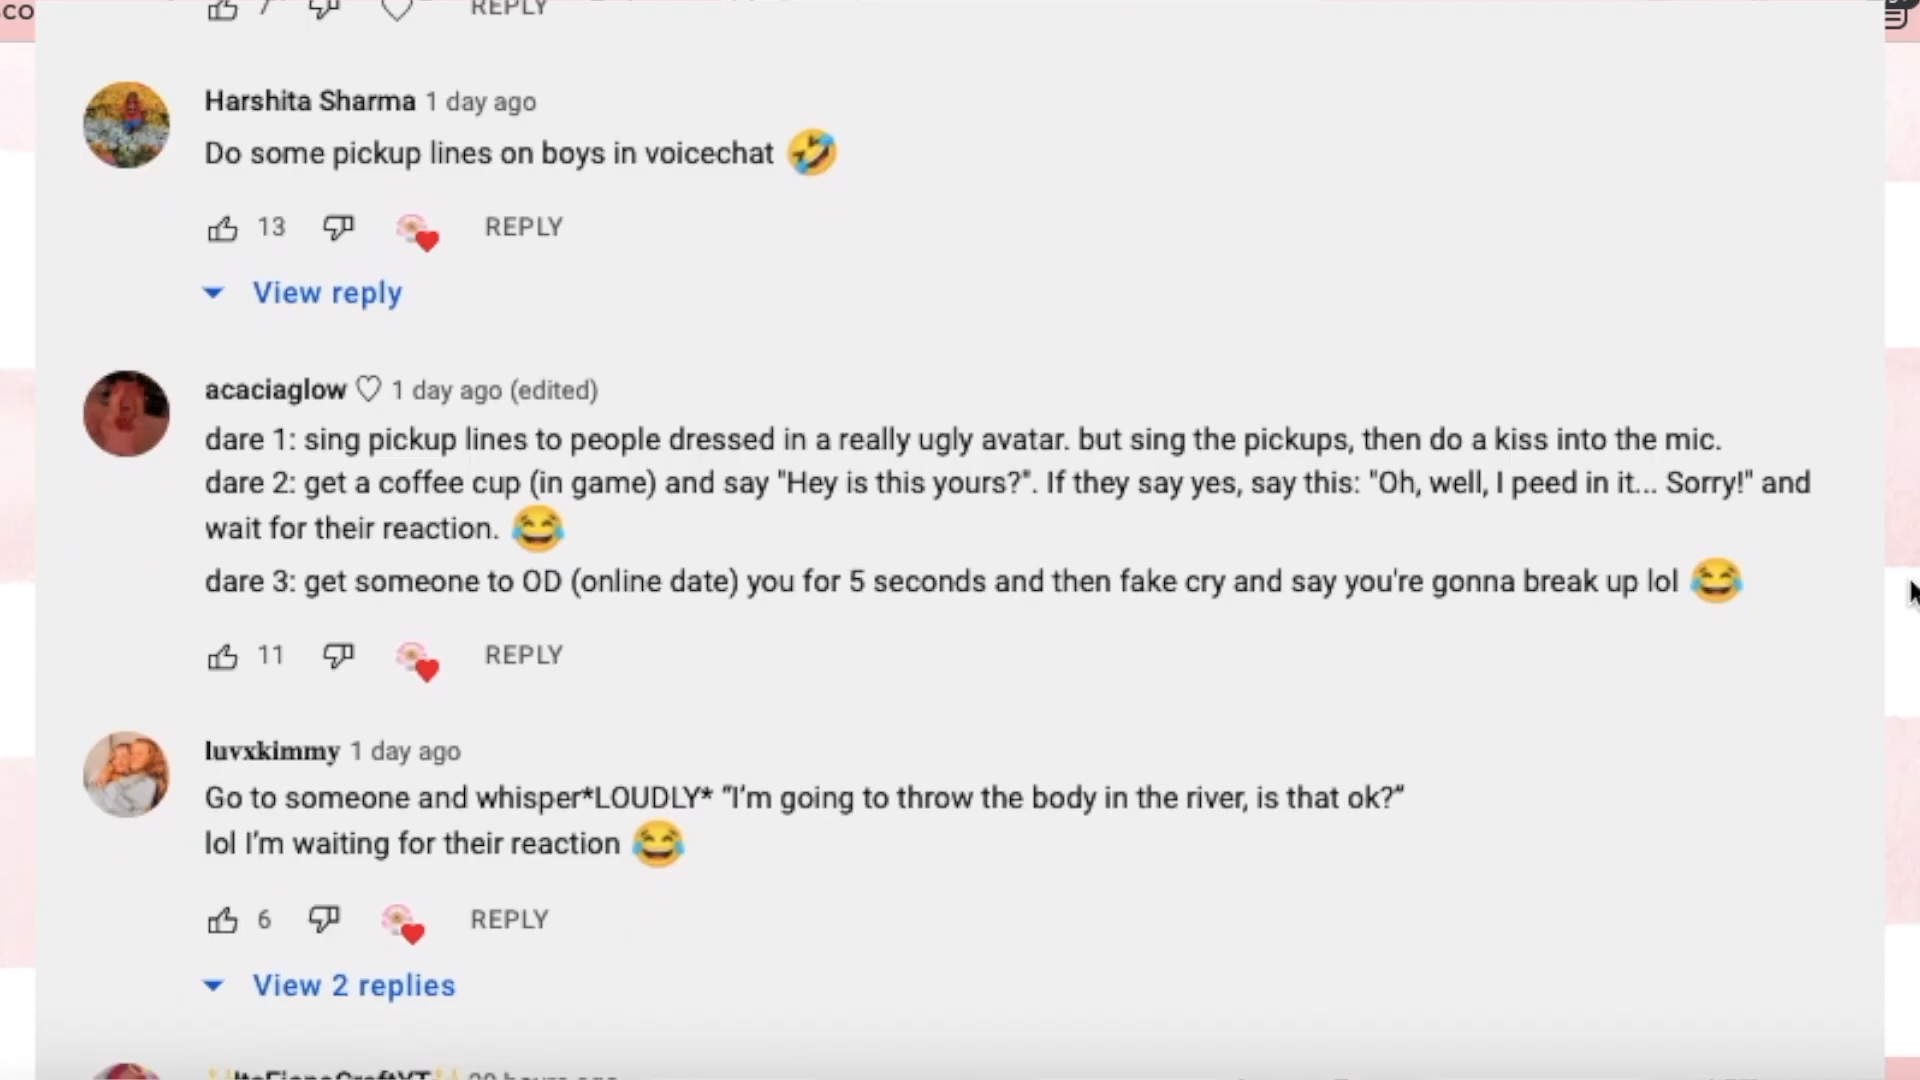 7 REPLY
Harshita Sharma 1 day ago
Do some pickup lines on boys in voicechat 🤣
13 REPLY
View reply
acaciaglow ♡ 1 day ago (edited)
dare 1: sing pickup lines to people dressed in a really ugly avatar. but sing the pickups, then do a kiss into the mic.
dare 2: get a coffee cup (in game) and say "Hey is this yours?". If they say yes, say this: "Oh, well, I peed in it... Sorry!" and
wait for their reaction. 😂
dare 3: get someone to OD (online date) you for 5 seconds and then fake cry and say you're gonna break up lol 😂
11 REPLY
luvxkimmy 1 day ago
Go to someone and whisper*LOUDLY* “I’m going to throw the body in the river, is that ok?”
lol I’m waiting for their reaction 😂
6 REPLY
View 2 replies